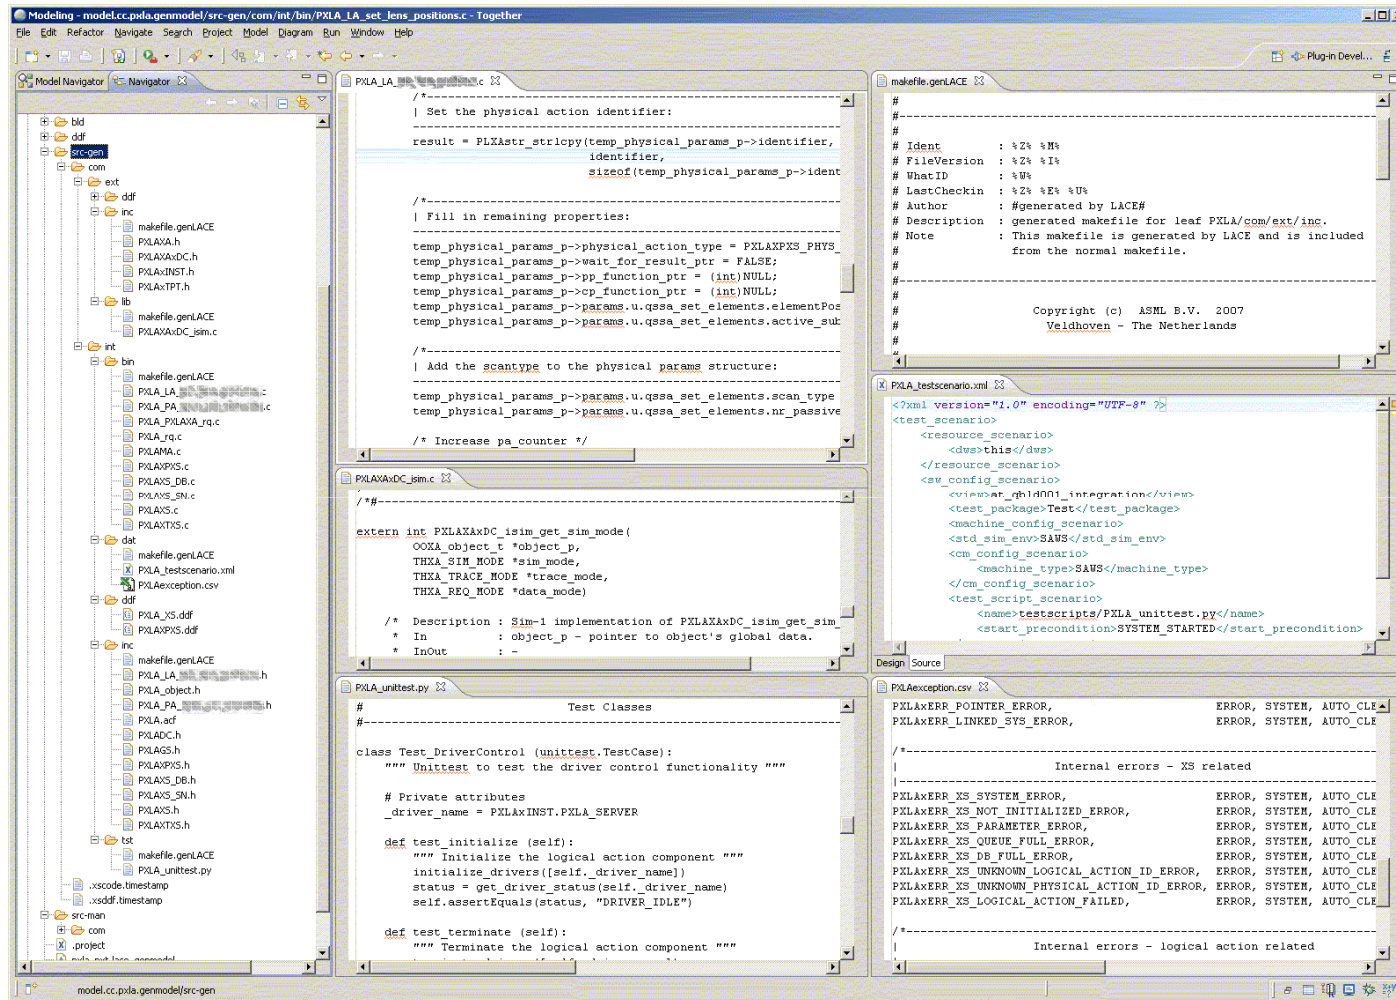 Modeling - model.cc.pxla.genmodel/src-gen/com/int/bin/PXLA_LA_set_lens_positions.c - Together
File Edit Refactor Navigate Search Project Model Diagram Run Window Help
Plug-in Devel...
Model Navigator
Navigator
bld
ddf
src-gen
com
ext
ddf
inc
makefile.genLACE
PXLAXA.h
PXLAXAxDC.h
PXLAxINST.h
PXLAxTPT.h
lib
makefile.genLACE
PXLAXAxDC_isim.c
int
bin
makefile.genLACE
PXLA_LA_ .c
PXLA_PA_ .c
PXLA_PXLAXA_rq.c
PXLA_rq.c
PXLAMA.c
PXLAXPXS.c
PXLAXS_DB.c
PXLAXS_SN.c
PXLAXS.c
PXLAXTXS.c
dat
makefile.genLACE
PXLA_testscenario.xml
PXLAexception.csv
ddf
PXLA_XS.ddf
PXLAXPXS.ddf
inc
makefile.genLACE
PXLA_LA_ .h
PXLA_object.h
PXLA_PA_ .h
PXLA.acf
PXLADC.h
PXLAGS.h
PXLAXPXS.h
PXLAXS_DB.h
PXLAXS_SN.h
PXLAXS.h
PXLAXTXS.h
tst
makefile.genLACE
PXLA_unittest.py
.xscode.timestamp
.xsddf.timestamp
src-man
com
.project
model.cc.pxla.genmodel/src-gen
PXLA_LA_ .c
/*------------------------------------------------------------
| Set the physical action identifier:
------------------------------------------------------------
result = PLXAstr_strlcpy(temp_physical_params_p->identifier,
identifier,
sizeof(temp_physical_params_p->ident
/*------------------------------------------------------------
| Fill in remaining properties:
------------------------------------------------------------
temp_physical_params_p->physical_action_type = PXLAXPXS_PHYS_
temp_physical_params_p->wait_for_result_ptr = FALSE;
temp_physical_params_p->pp_function_ptr = (int)NULL;
temp_physical_params_p->cp_function_ptr = (int)NULL;
temp_physical_params_p->params.u.qssa_set_elements.elementPos
temp_physical_params_p->params.u.qssa_set_elements.active_sub
/*------------------------------------------------------------
| Add the scantype to the physical params structure:
------------------------------------------------------------
temp_physical_params_p->params.u.qssa_set_elements.scan_type
temp_physical_params_p->params.u.qssa_set_elements.nr_passive
/* Increase pa_counter */
PXLAXAxDC_isim.c
/*#------------------------------------------------------------
extern int PXLAXAxDC_isim_get_sim_mode(
OOXA_object_t *object_p,
THXA_SIM_MODE *sim_mode,
THXA_TRACE_MODE *trace_mode,
THXA_REQ_MODE *data_mode)
/* Description : Sim-1 implementation of PXLAXAxDC_isim_get_sim_
* In : object_p - pointer to object's global data.
* InOut : -
PXLA_unittest.py
# Test Classes
#------------------------------------------------------------
class Test_DriverControl (unittest.TestCase):
""" Unittest to test the driver control functionality """
# Private attributes
_driver_name = PXLAxINST.PXLA_SERVER
def test_initialize (self):
""" Initialize the logical action component """
initialize_drivers([self._driver_name])
status = get_driver_status(self._driver_name)
self.assertEquals(status, "DRIVER_IDLE")
def test_terminate (self):
""" Terminate the logical action component """
makefile.genLACE
#
#------------------------------------------------------------
#
# Ident : %Z% %M%
# FileVersion : %Z% %I%
# WhatID : %W%
# LastCheckin : %Z% %E% %U%
# Author : #generated by LACE#
# Description : generated makefile for leaf PXLA/com/ext/inc.
# Note : This makefile is generated by LACE and is included
# from the normal makefile.
#
#------------------------------------------------------------
#
# Copyright (c) ASML B.V. 2007
# Veldhoven - The Netherlands
#
#
PXLA_testscenario.xml
<?xml version="1.0" encoding="UTF-8" ?>
<test_scenario>
<resource_scenario>
<dws>this</dws>
</resource_scenario>
<sw_config_scenario>
<view>at_qbld001_integration</view>
<test_package>Test</test_package>
<machine_config_scenario>
<std_sim_env>SAWS</std_sim_env>
<cm_config_scenario>
<machine_type>SAWS</machine_type>
</cm_config_scenario>
<test_script_scenario>
<name>testscripts/PXLA_unittest.py</name>
<start_precondition>SYSTEM_STARTED</start_precondition>
Design Source
PXLAexception.csv
PXLAxERR_POINTER_ERROR, ERROR, SYSTEM, AUTO_CLE
PXLAxERR_LINKED_SYS_ERROR, ERROR, SYSTEM, AUTO_CLE
/*------------------------------------------------------------
| Internal errors - XS related
|------------------------------------------------------------
PXLAxERR_XS_SYSTEM_ERROR, ERROR, SYSTEM, AUTO_CLE
PXLAxERR_XS_NOT_INITIALIZED_ERROR, ERROR, SYSTEM, AUTO_CLE
PXLAxERR_XS_PARAMETER_ERROR, ERROR, SYSTEM, AUTO_CLE
PXLAxERR_XS_QUEUE_FULL_ERROR, ERROR, SYSTEM, AUTO_CLE
PXLAxERR_XS_DB_FULL_ERROR, ERROR, SYSTEM, AUTO_CLE
PXLAxERR_XS_UNKNOWN_LOGICAL_ACTION_ID_ERROR, ERROR, SYSTEM, AUTO_CLE
PXLAxERR_XS_UNKNOWN_PHYSICAL_ACTION_ID_ERROR, ERROR, SYSTEM, AUTO_CLE
PXLAxERR_XS_LOGICAL_ACTION_FAILED, ERROR, SYSTEM, AUTO_CLE
/*------------------------------------------------------------
| Internal errors - logical action related